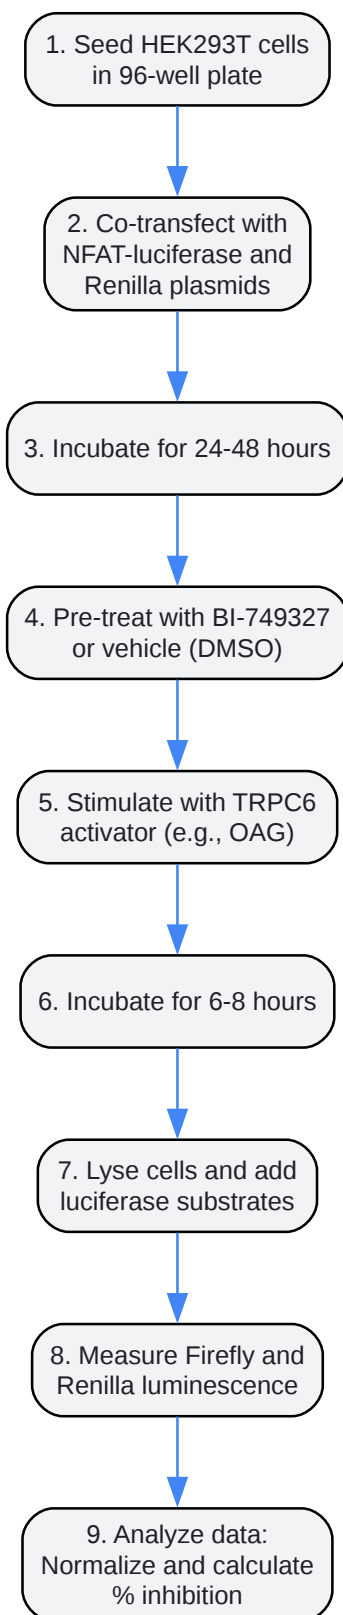 1. Seed HEK293T cells
in 96-well plate
2. Co-transfect with
NFAT-luciferase and
Renilla plasmids
3. Incubate for 24-48 hours
4. Pre-treat with BI-749327
or vehicle (DMSO)
5. Stimulate with TRPC6
activator (e.g., OAG)
6. Incubate for 6-8 hours
7. Lyse cells and add
luciferase substrates
8. Measure Firefly and
Renilla luminescence
9. Analyze data:
Normalize and calculate
% inhibition